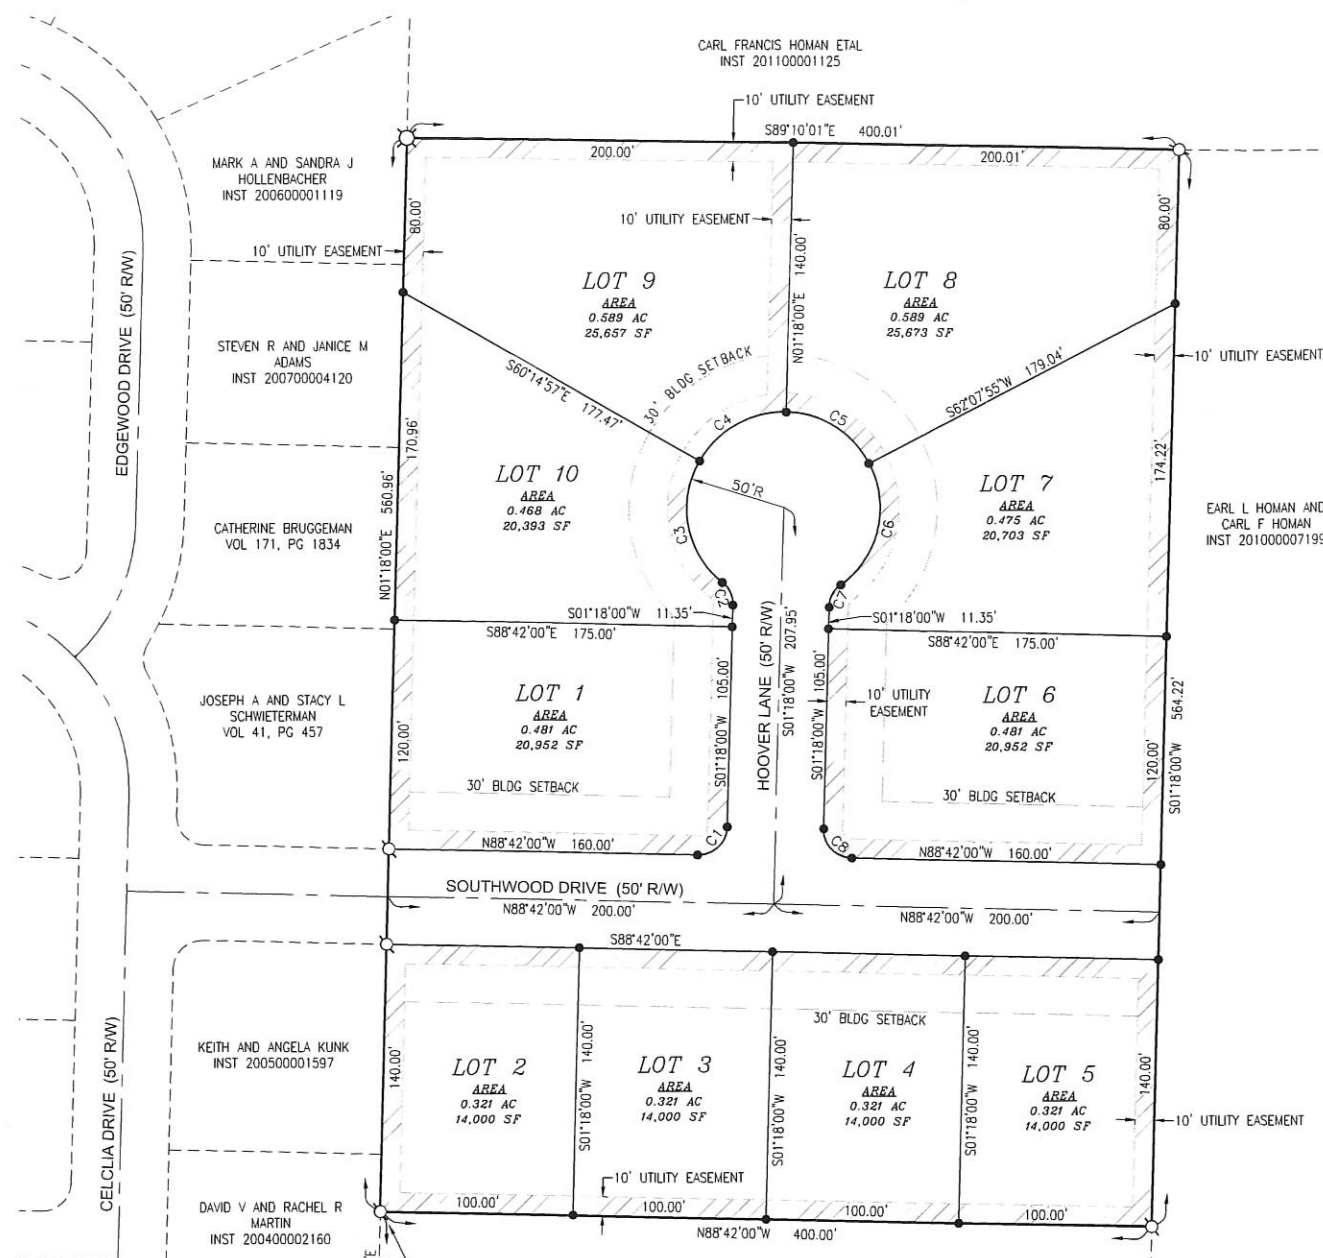 CARL FRANCIS HOMAN ETAL
INST 201100001125
10' UTILITY EASEMENT
S89°10'01"E 400.01'
200.00'
200.01'
MARK A AND SANDRA J
HOLLENBACHER
INST 200600001119
80.00'
10' UTILITY EASEMENT
10' UTILITY EASEMENT
N01°18'00"E 140.00'
80.00'
LOT 9
AREA
0.589 AC
25,657 SF
LOT 8
AREA
0.589 AC
25,673 SF
EDGEWOOD DRIVE (50' R/W)
STEVEN R AND JANICE M
ADAMS
INST 200700004120
S60°14'57"E 177.47'
30' BLDG SETBACK
S62°07'55"W 179.04'
10' UTILITY EASEMENT
C4
C5
170.96'
174.22'
LOT 10
AREA
0.468 AC
20,393 SF
50'R
LOT 7
AREA
0.475 AC
20,703 SF
CATHERINE BRUGGEMAN
VOL 171, PG 1834
N01°18'00"E 560.96'
C3
C6
EARL L HOMAN AND
CARL F HOMAN
INST 201000007199
C2
C7
S01°18'00"W 11.35'
S01°18'00"W 11.35'
S88°42'00"E 175.00'
S88°42'00"E 175.00'
HOOVER LANE (50' R/W)
S01°18'00"W 207.95'
JOSEPH A AND STACY L
SCHWIETERMAN
VOL 41, PG 457
120.00'
LOT 1
AREA
0.481 AC
20,952 SF
S01°18'00"W 105.00'
S01°18'00"W 105.00'
10' UTILITY
EASEMENT
LOT 6
AREA
0.481 AC
20,952 SF
120.00'
S01°18'00"W 564.22'
30' BLDG SETBACK
30' BLDG SETBACK
C1
C8
N88°42'00"W 160.00'
N88°42'00"W 160.00'
SOUTHWOOD DRIVE (50' R/W)
N88°42'00"W 200.00'
N88°42'00"W 200.00'
S88°42'00"E
CELCLIA DRIVE (50' R/W)
KEITH AND ANGELA KUNK
INST 200500001597
30' BLDG SETBACK
140.00'
LOT 2
AREA
0.321 AC
14,000 SF
S01°18'00"W 140.00'
LOT 3
AREA
0.321 AC
14,000 SF
S01°18'00"W 140.00'
LOT 4
AREA
0.321 AC
14,000 SF
S01°18'00"W 140.00'
LOT 5
AREA
0.321 AC
14,000 SF
140.00'
10' UTILITY EASEMENT
10' UTILITY EASEMENT
DAVID V AND RACHEL R
MARTIN
INST 200400002160
100.00'
100.00'
100.00'
100.00'
N88°42'00"W 400.00'